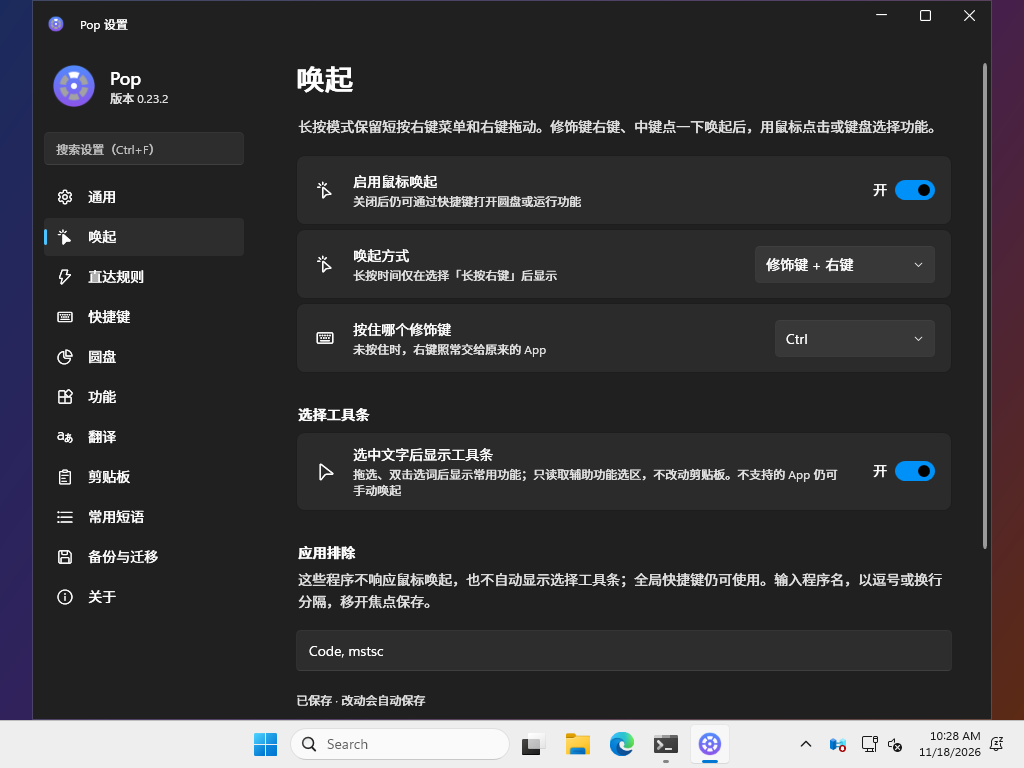 Pop 设置
Pop
版本 0.23.2
搜索设置（Ctrl+F）
通用
唤起
直达规则
快捷键
圆盘
功能
翻译
剪贴板
常用短语
备份与迁移
关于
唤起
长按模式保留短按右键菜单和右键拖动。修饰键右键、中键点一下唤起后，用鼠标点击或键盘选择功能。
启用鼠标唤起
关闭后仍可通过快捷键打开圆盘或运行功能
开
唤起方式
长按时间仅在选择「长按右键」后显示
修饰键 + 右键
按住哪个修饰键
未按住时，右键照常交给原来的 App
Ctrl
选择工具条
选中文字后显示工具条
拖选、双击选词后显示常用功能；只读取辅助功能选区，不改动剪贴板。不支持的 App 仍可
手动唤起
开
应用排除
这些程序不响应鼠标唤起，也不自动显示选择工具条；全局快捷键仍可使用。输入程序名，以逗号或换行
分隔，移开焦点保存。
Code, mstsc
已保存 · 改动会自动保存
Search
10:28 AM
11/18/2026